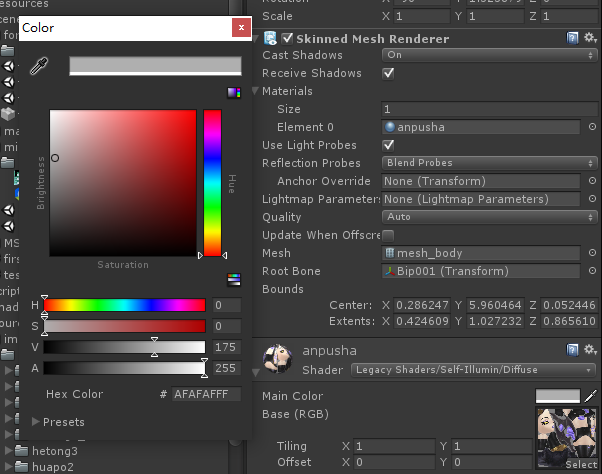 Color
x
Brightness
Hue
Saturation
H 0
S 0
V 175
A 255
Hex Color # AFAFAFFF
Presets
hetong3
huapo2
Scale X 1 Y 1 Z 1
Skinned Mesh Renderer
Cast Shadows On
Receive Shadows
Materials
Size 1
Element 0 anpusha
Use Light Probes
Reflection Probes Blend Probes
Anchor Override None (Transform)
Lightmap Parameters None (Lightmap Parameters)
Quality Auto
Update When Offscre
Mesh mesh_body
Root Bone Bip001 (Transform)
Bounds
Center: X 0.286247 Y 5.960464 Z 0.052446
Extents: X 0.424609 Y 1.027232 Z 0.865610
anpusha
Shader Legacy Shaders/Self-Illumin/Diffuse
Main Color
Base (RGB)
Tiling X 1 Y 1
Offset X 0 Y 0
Select